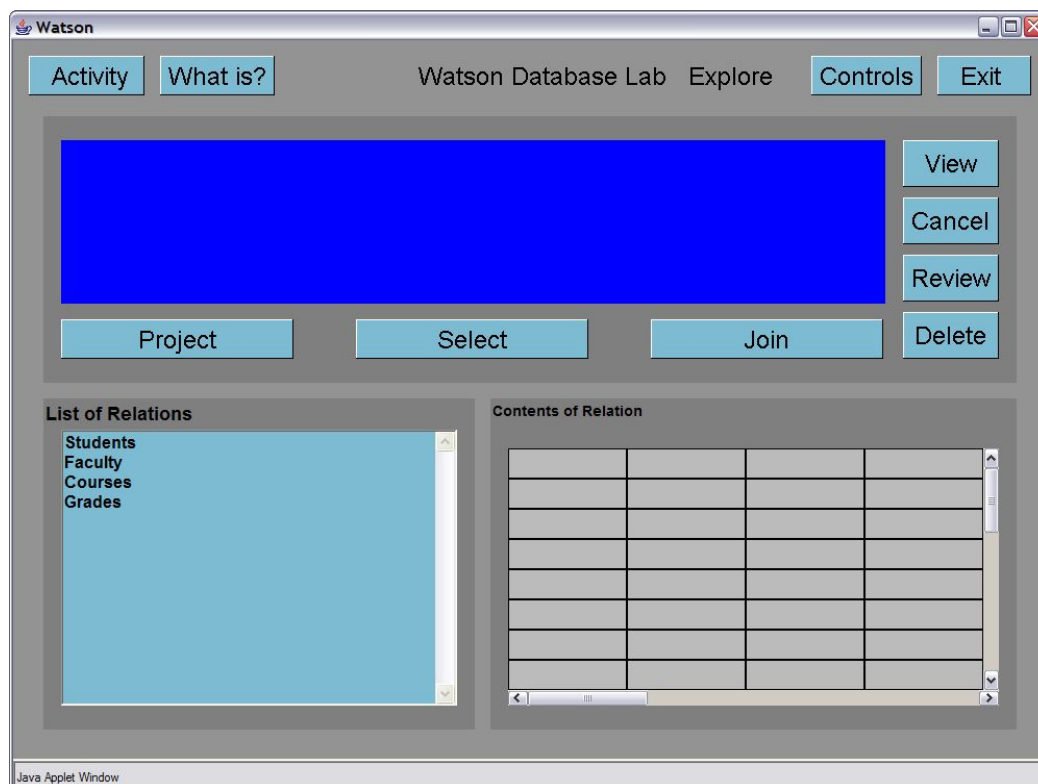 Watson
Activity What is? Watson Database Lab Explore Controls Exit
View
Cancel
Review
Project Select Join Delete
List of Relations
Students
Faculty
Courses
Grades
Contents of Relation
Java Applet Window